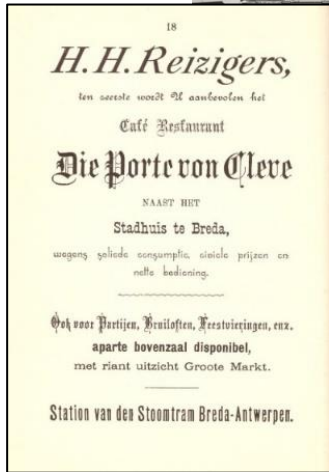 18
H. H. Reizigers,
ten zeerste wordt U aanbevolen het
Café Restaurant
Die Porte von Cleve
NAAST HET
Stadhuis te Breda,
wegens soliede consumptie, civiele prijzen en
nette bediening.
Ook voor Partijen, Bruiloften, Feestvieringen, enz.
aparte bovenzaal disponibel,
met riant uitzicht Groote Markt.
Station van den Stoomtram Breda-Antwerpen.